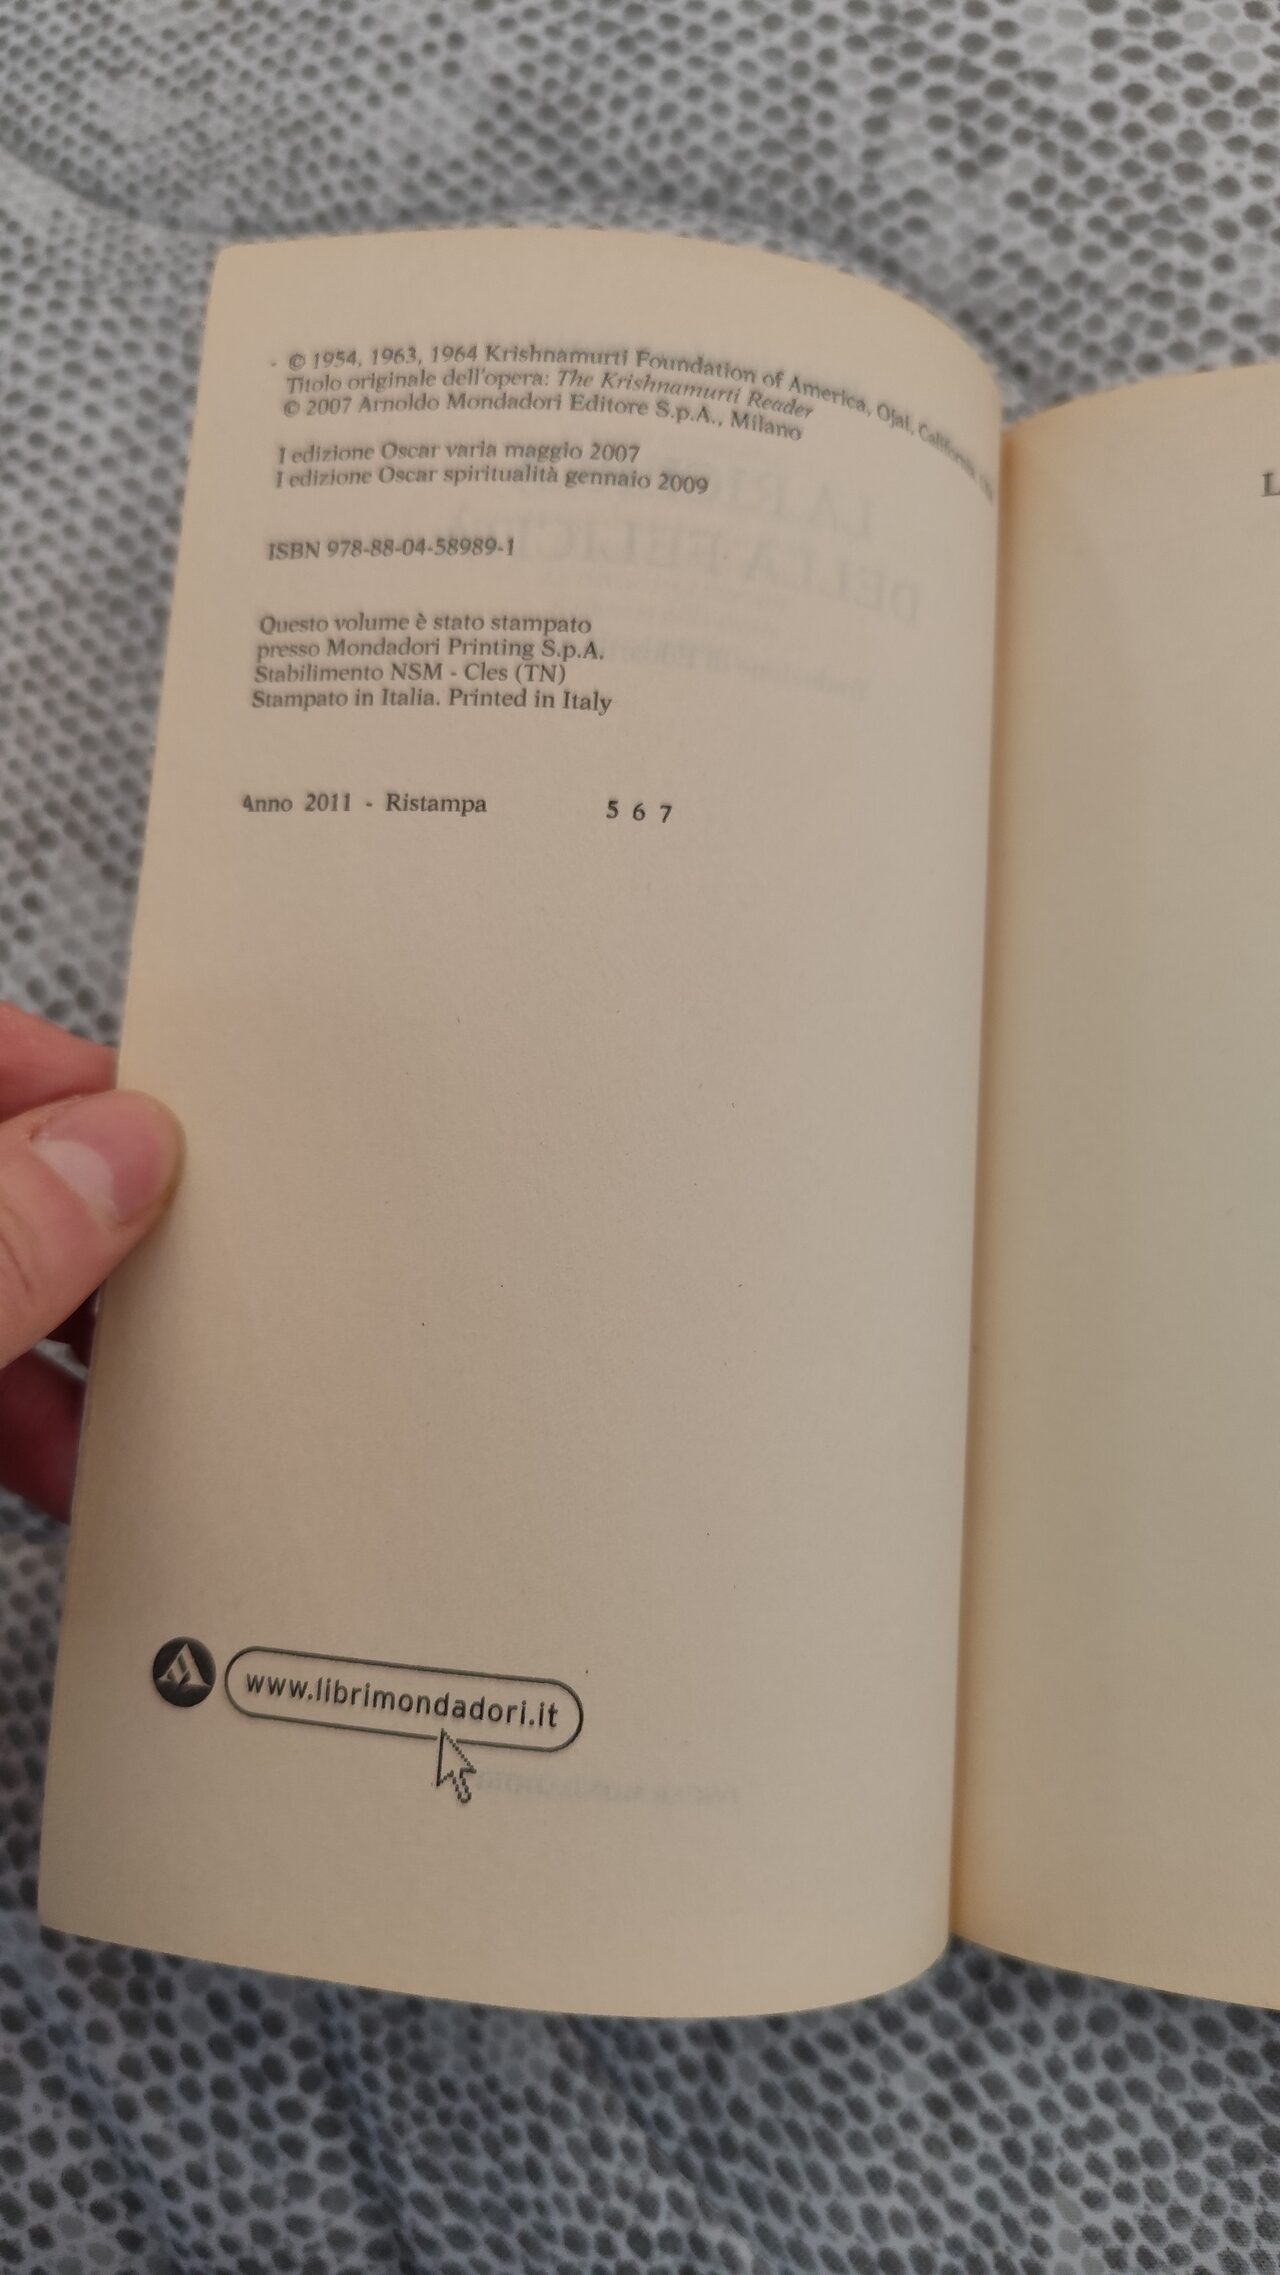 © 1954, 1963, 1964 Krishnamurti Foundation of America, Ojai, California
Titolo originale dell'opera: The Krishnamurti Reader
© 2007 Arnoldo Mondadori Editore S.p.A., Milano
I edizione Oscar varia maggio 2007
I edizione Oscar spiritualità gennaio 2009
ISBN 978-88-04-58989-1
Questo volume è stato stampato
presso Mondadori Printing S.p.A.
Stabilimento NSM - Cles (TN)
Stampato in Italia. Printed in Italy
Anno 2011 - Ristampa 5 6 7
www.librimondadori.it